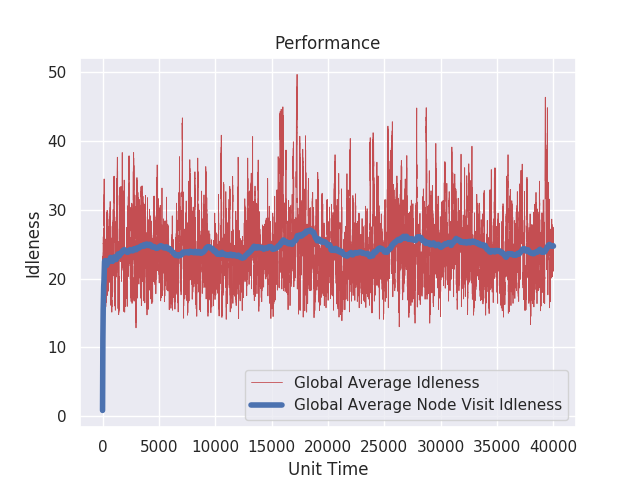 Performance
50
40
30
20
10
0
Idleness
0 5000 10000 15000 20000 25000 30000 35000 40000
Unit Time
Global Average Idleness
Global Average Node Visit Idleness